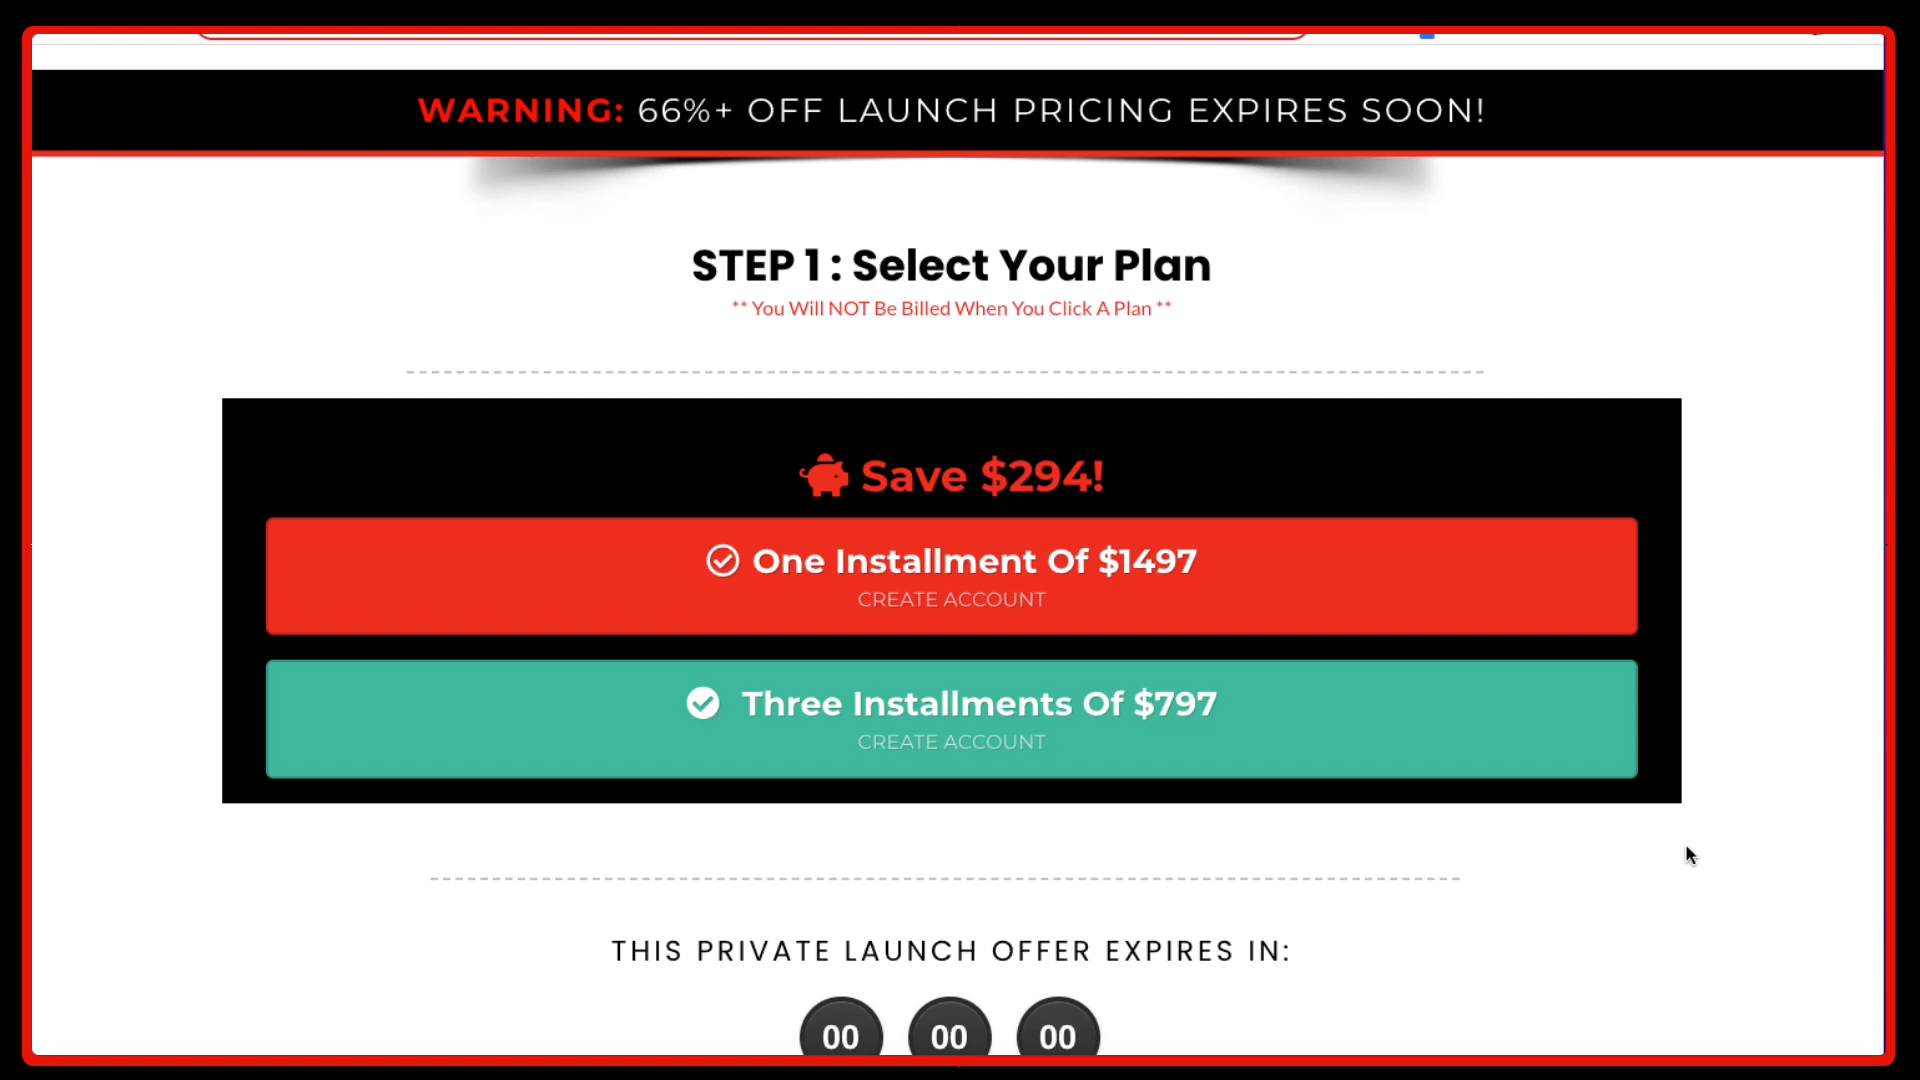 WARNING: 66%+ OFF LAUNCH PRICING EXPIRES SOON!
STEP 1 : Select Your Plan
** You Will NOT Be Billed When You Click A Plan **
Save $294!
One Installment Of $1497
CREATE ACCOUNT
Three Installments Of $797
CREATE ACCOUNT
THIS PRIVATE LAUNCH OFFER EXPIRES IN:
00 00 00